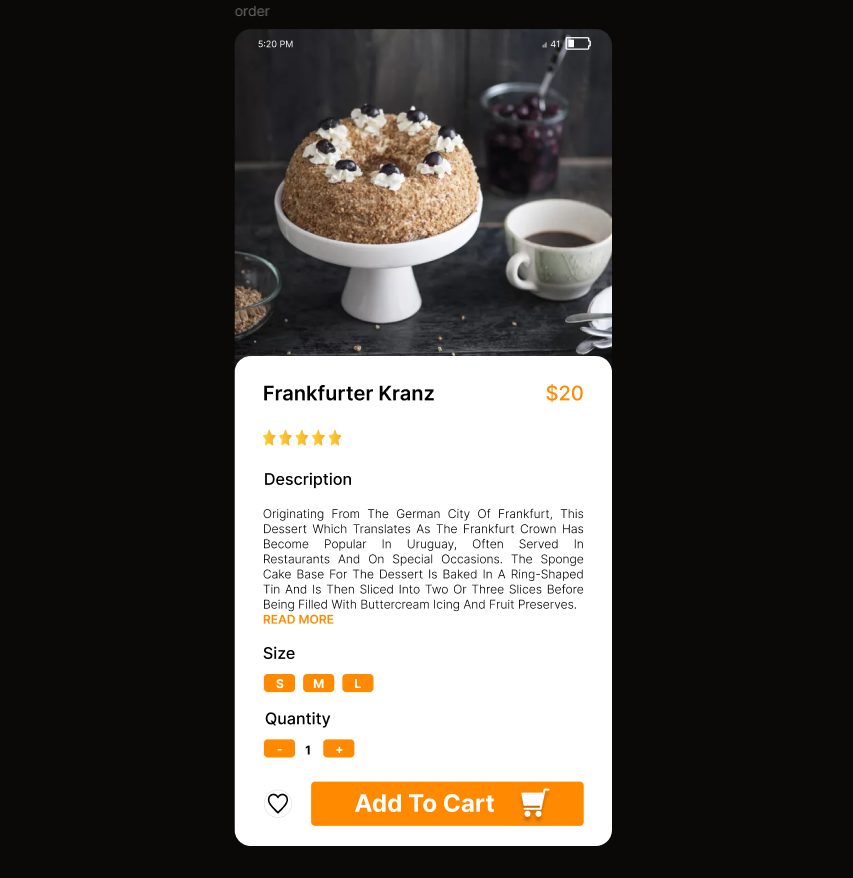 order
5:20 PM 41
Frankfurter Kranz $20
Description
Originating From The German City Of Frankfurt, This
Dessert Which Translates As The Frankfurt Crown Has
Become Popular In Uruguay, Often Served In
Restaurants And On Special Occasions. The Sponge
Cake Base For The Dessert Is Baked In A Ring-Shaped
Tin And Is Then Sliced Into Two Or Three Slices Before
Being Filled With Buttercream Icing And Fruit Preserves.
READ MORE
Size
S M L
Quantity
- 1 +
Add To Cart